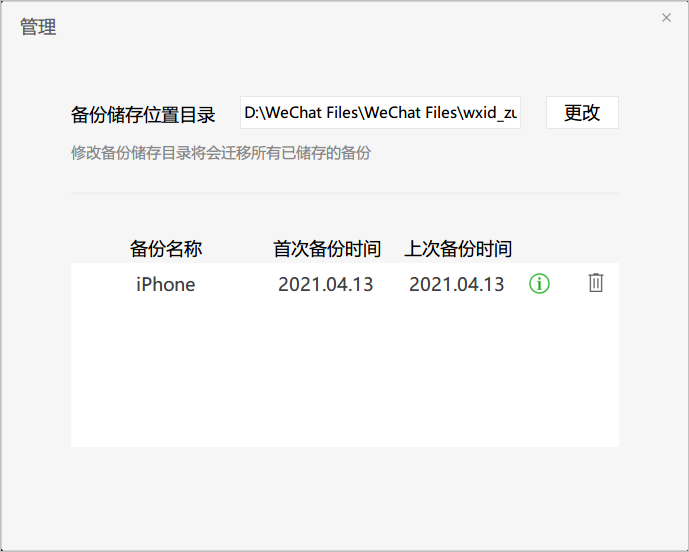 管理
备份储存位置目录 D:\WeChat Files\WeChat Files\wxid_zu 更改
修改备份储存目录将会迁移所有已储存的备份
备份名称 首次备份时间 上次备份时间
iPhone 2021.04.13 2021.04.13